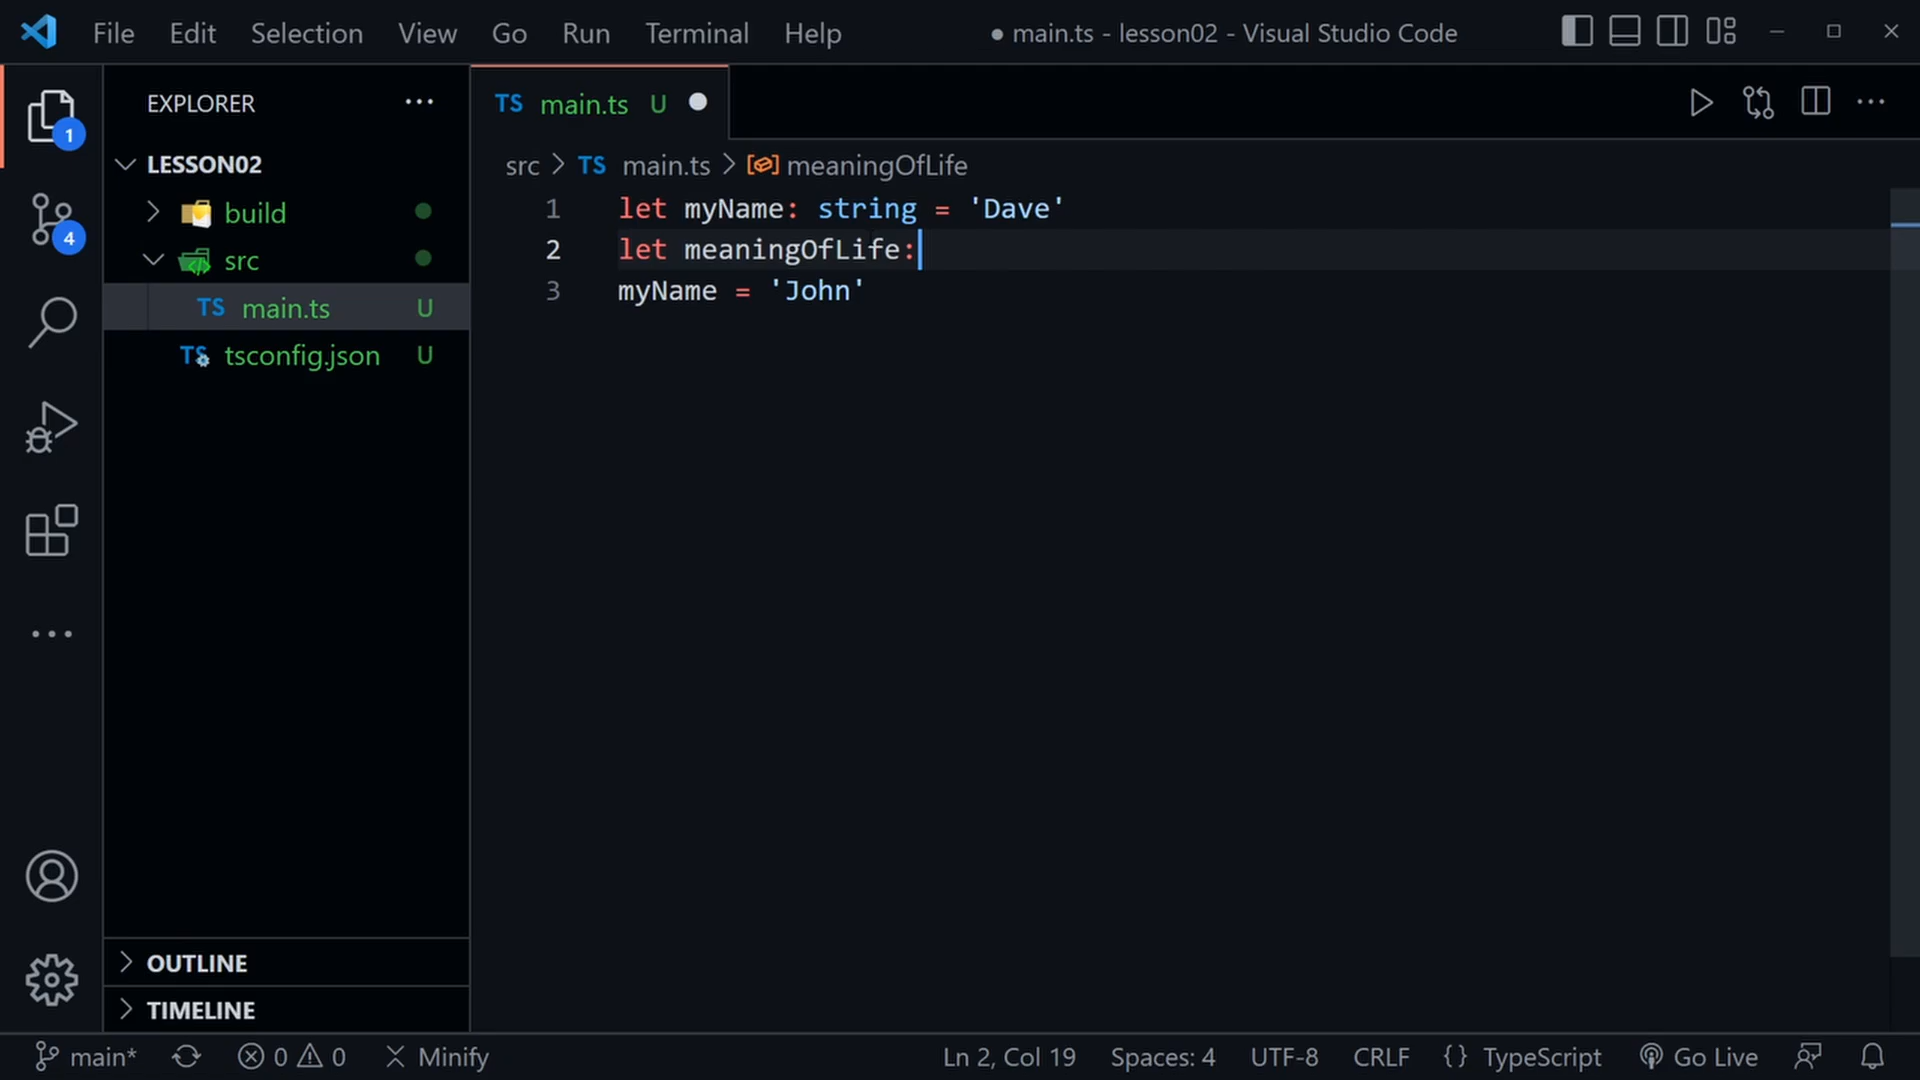 File Edit Selection View Go Run Terminal Help ● main.ts - lesson02 - Visual Studio Code
EXPLORER ···
TS main.ts U
1
LESSON02
src > TS main.ts > meaningOfLife
build
1 let myName: string = 'Dave'
4
src
2 let meaningOfLife:
TS main.ts U
3 myName = 'John'
TS tsconfig.json U
OUTLINE
TIMELINE
main* 0 0 Minify Ln 2, Col 19 Spaces: 4 UTF-8 CRLF {} TypeScript Go Live